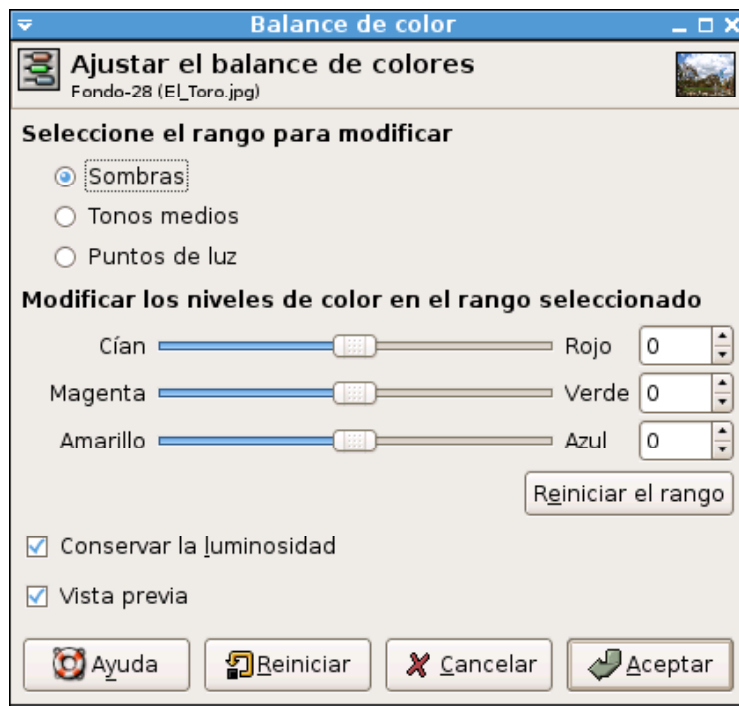 Balance de color
Ajustar el balance de colores
Fondo-28 (El_Toro.jpg)
Seleccione el rango para modificar
Sombras
Tonos medios
Puntos de luz
Modificar los niveles de color en el rango seleccionado
Cían Rojo 0
Magenta Verde 0
Amarillo Azul 0
Reiniciar el rango
Conservar la luminosidad
Vista previa
Ayuda Reiniciar Cancelar Aceptar